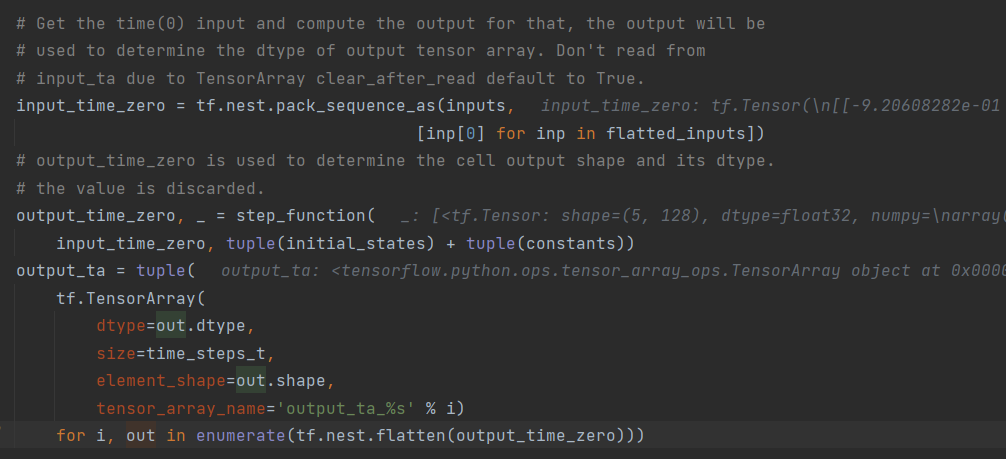 # Get the time(0) input and compute the output for that, the output will be
# used to determine the dtype of output tensor array. Don't read from
# input_ta due to TensorArray clear_after_read default to True.
input_time_zero = tf.nest.pack_sequence_as(inputs,   input_time_zero: tf.Tensor(\n[[-9.20608282e-01
                                        [inp[0] for inp in flatted_inputs])
# output_time_zero is used to determine the cell output shape and its dtype.
# the value is discarded.
output_time_zero, _ = step_function(   _: [<tf.Tensor: shape=(5, 128), dtype=float32, numpy=\narray(
    input_time_zero, tuple(initial_states) + tuple(constants))
output_ta = tuple(   output_ta: <tensorflow.python.ops.tensor_array_ops.TensorArray object at 0x0000
    tf.TensorArray(
        dtype=out.dtype,
        size=time_steps_t,
        element_shape=out.shape,
        tensor_array_name='output_ta_%s' % i)
    for i, out in enumerate(tf.nest.flatten(output_time_zero)))